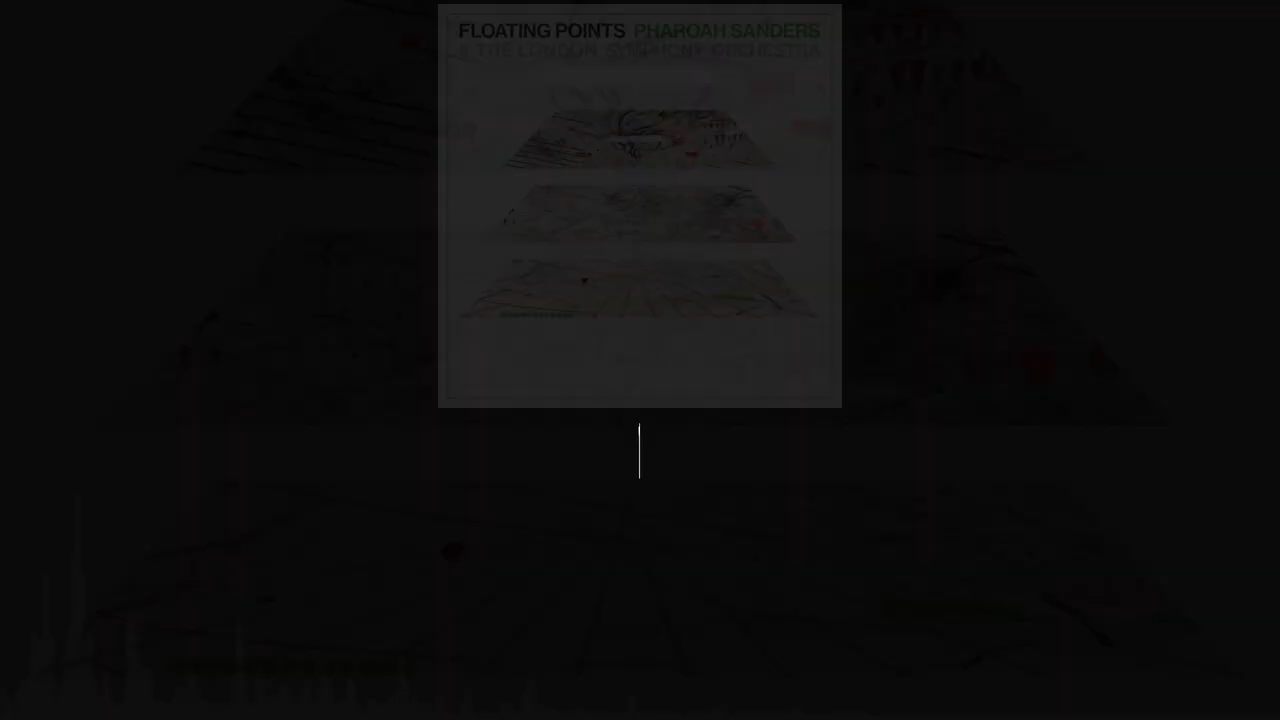 FLOATING POINTS PHAROAH SANDERS
& THE LONDON SYMPHONY ORCHESTRA